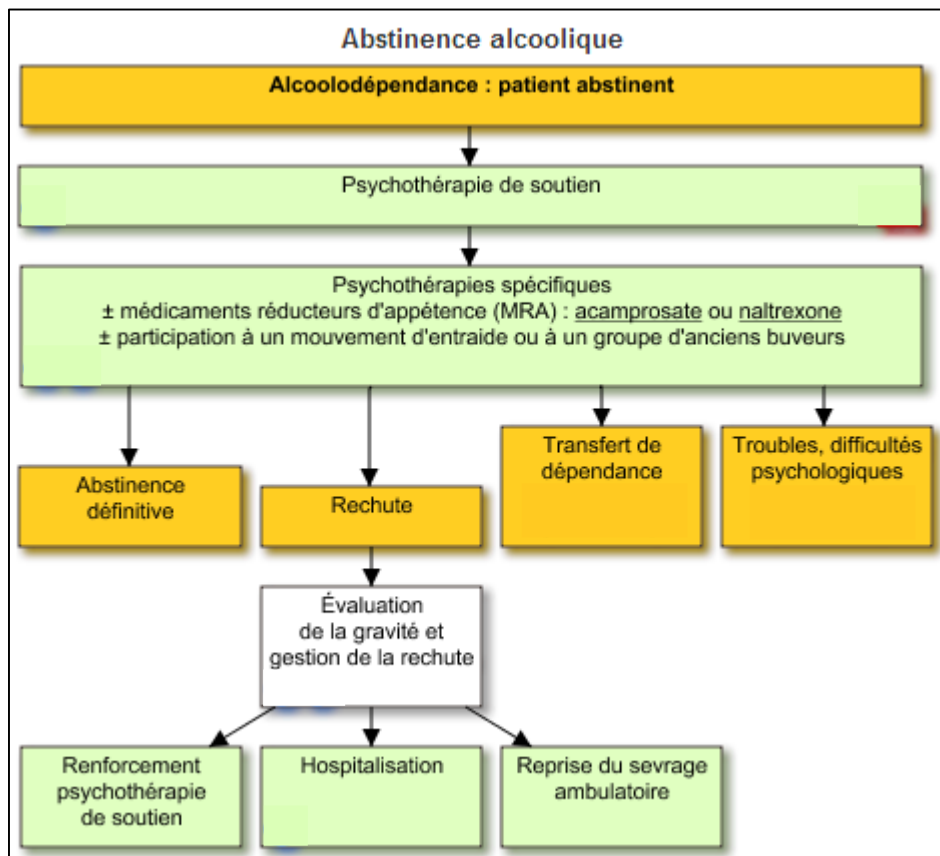 Abstinence alcoolique
Alcoolodépendance : patient abstinent
Psychothérapie de soutien
Psychothérapies spécifiques
± médicaments réducteurs d'appétence (MRA) : acamprosate ou naltrexone
± participation à un mouvement d'entraide ou à un groupe d'anciens buveurs
Abstinence
définitive
Rechute
Transfert de
dépendance
Troubles, difficultés
psychologiques
Évaluation
de la gravité et
gestion de la rechute
Renforcement
psychothérapie
de soutien
Hospitalisation
Reprise du sevrage
ambulatoire